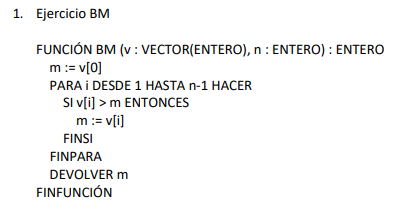 1. Ejercicio BM
FUNCIÓN BM (v : VECTOR(ENTERO), n : ENTERO) : ENTERO
m := v[0]
PARA i DESDE 1 HASTA n-1 HACER
SI v[i] > m ENTONCES
m := v[i]
FINSI
FINPARA
DEVOLVER m
FINFUNCIÓN